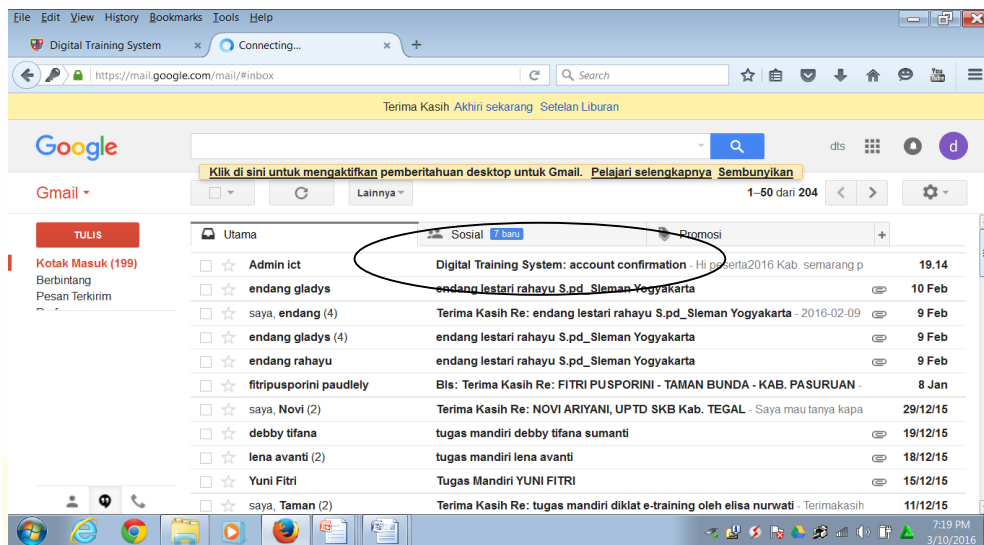 File Edit View History Bookmarks Tools Help
Digital Training System × Connecting... × +
https://mail.google.com/mail/#inbox Search
Terima Kasih Akhiri sekarang Setelan Liburan
Google dts d
Klik di sini untuk mengaktifkan pemberitahuan desktop untuk Gmail. Pelajari selengkapnya Sembunyikan
Gmail Lainnya 1–50 dari 204
TULIS
Kotak Masuk (199)
Berbintang
Pesan Terkirim
Utama Sosial 7 baru Promosi +
Admin ict Digital Training System: account confirmation - Hi peserta2016 Kab. semarang p 19.14
endang gladys endang lestari rahayu S.pd_Sleman Yogyakarta 10 Feb
saya, endang (4) Terima Kasih Re: endang lestari rahayu S.pd_Sleman Yogyakarta - 2016-02-09 9 Feb
endang gladys (4) endang lestari rahayu S.pd_Sleman Yogyakarta 9 Feb
endang rahayu endang lestari rahayu S.pd_Sleman Yogyakarta 9 Feb
fitripusporini paudlely Bls: Terima Kasih Re: FITRI PUSPORINI - TAMAN BUNDA - KAB. PASURUAN - 8 Jan
saya, Novi (2) Terima Kasih Re: NOVI ARIYANI, UPTD SKB Kab. TEGAL - Saya mau tanya kapa 29/12/15
debby tifana tugas mandiri debby tifana sumanti 19/12/15
lena avanti (2) tugas mandiri lena avanti 18/12/15
Yuni Fitri Tugas Mandiri YUNI FITRI 15/12/15
saya, Taman (2) Terima Kasih Re: tugas mandiri diklat e-training oleh elisa nurwati - Terimakasih 11/12/15
7:19 PM
3/10/2016